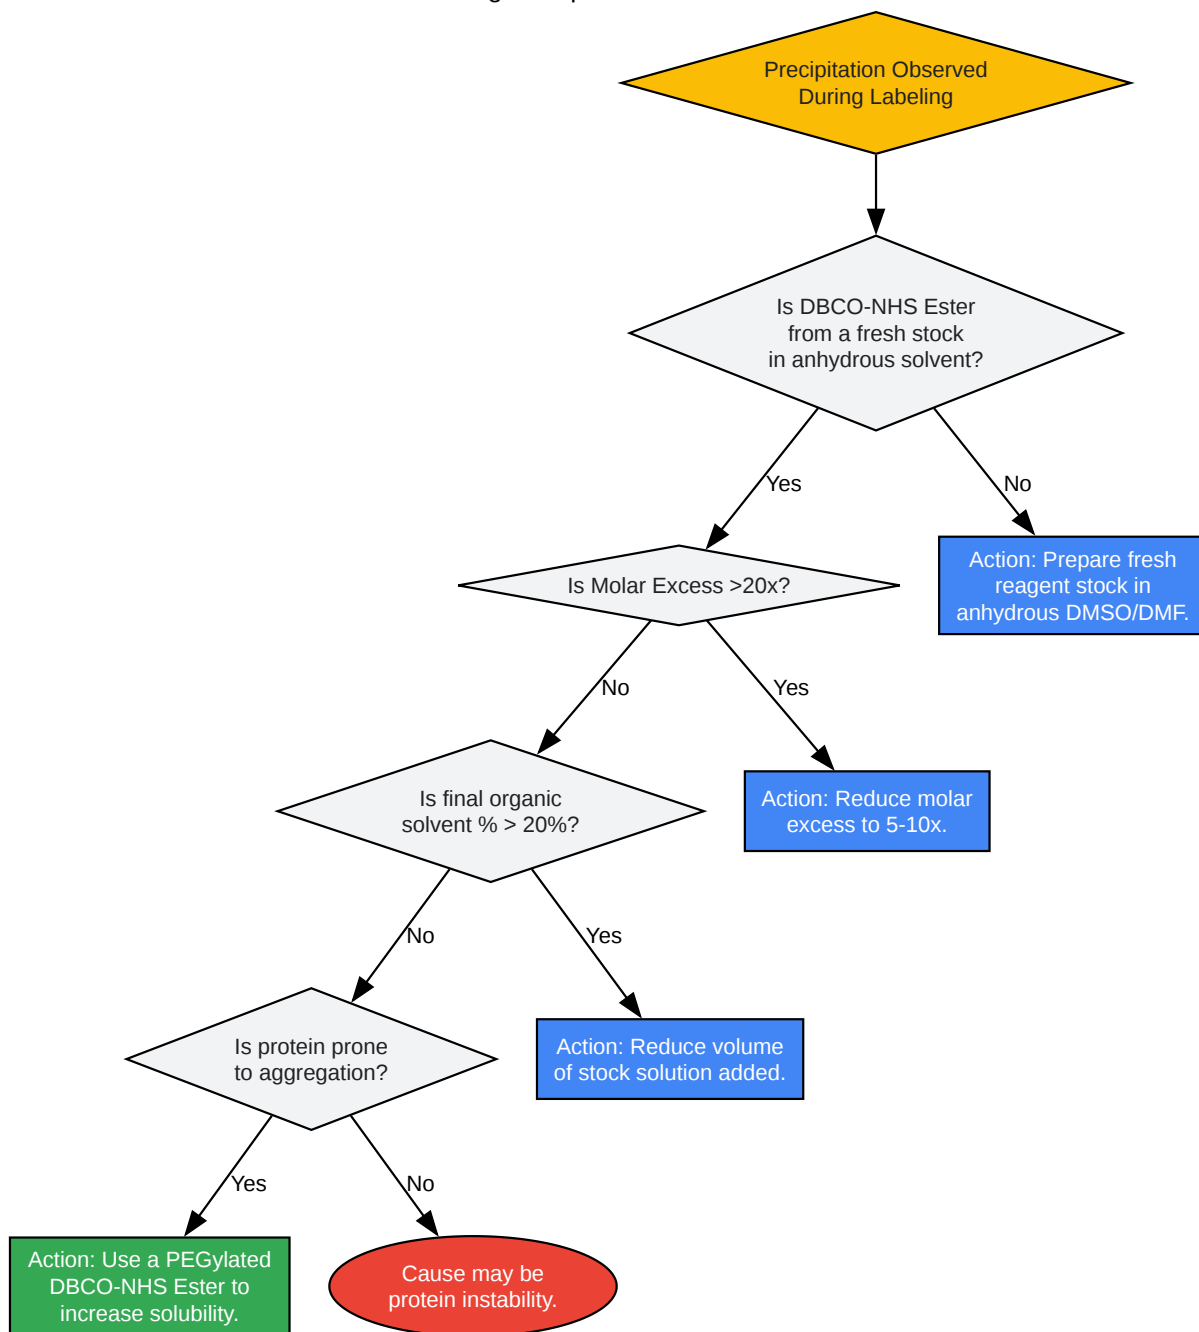 Precipitation Observed
During Labeling
Is DBCO-NHS Ester
from a fresh stock
in anhydrous solvent?
Yes
No
Action: Prepare fresh
reagent stock in
anhydrous DMSO/DMF.
Is Molar Excess >20x?
No
Yes
Action: Reduce molar
excess to 5-10x.
Is final organic
solvent % > 20%?
No
Yes
Action: Reduce volume
of stock solution added.
Is protein prone
to aggregation?
Yes
No
Action: Use a PEGylated
DBCO-NHS Ester to
increase solubility.
Cause may be
protein instability.